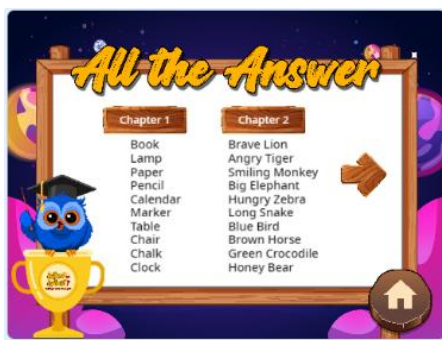 All the Answer
Chapter 1
Book
Lamp
Paper
Pencil
Calendar
Marker
Table
Chair
Chalk
Clock
Chapter 2
Brave Lion
Angry Tiger
Smiling Monkey
Big Elephant
Hungry Zebra
Long Snake
Blue Bird
Brown Horse
Green Crocodile
Honey Bear